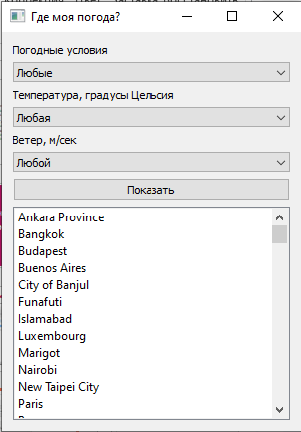 Где моя погода?
Погодные условия
Любые
Температура, градусы Цельсия
Любая
Ветер, м/сек
Любой
Показать
Ankara Province
Bangkok
Budapest
Buenos Aires
City of Banjul
Funafuti
Islamabad
Luxembourg
Marigot
Nairobi
New Taipei City
Paris